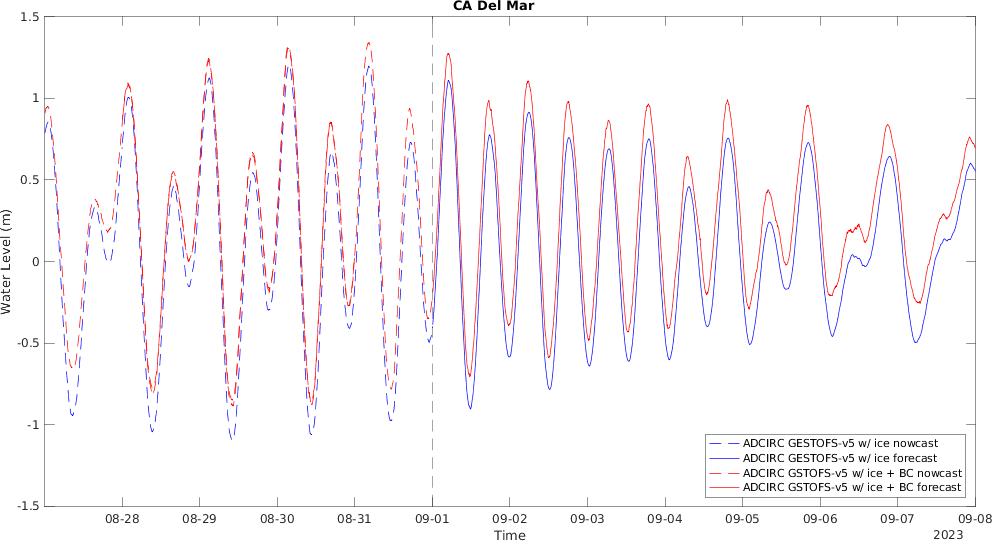 CA Del Mar
1.5
1
0.5
0
-0.5
-1
-1.5
Water Level (m)
08-28 08-29 08-30 08-31 09-01 09-02 09-03 09-04 09-05 09-06 09-07 09-08
Time
2023
ADCIRC GESTOFS-v5 w/ ice nowcast
ADCIRC GESTOFS-v5 w/ ice forecast
ADCIRC GSTOFS-v5 w/ ice + BC nowcast
ADCIRC GSTOFS-v5 w/ ice + BC forecast